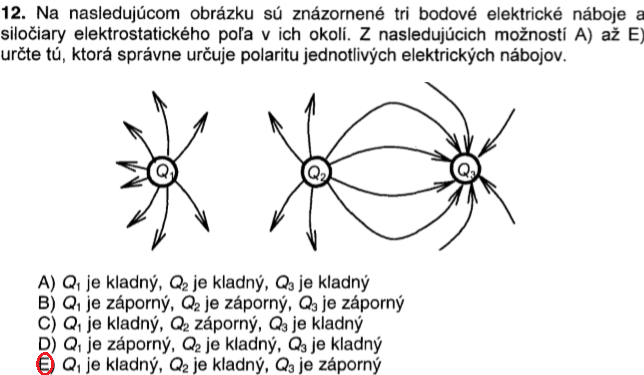 12. Na nasledujúcom obrázku sú znázornené tri bodové elektrické náboje a
siločiary elektrostatického poľa v ich okolí. Z nasledujúcich možností A) až E)
určte tú, ktorá správne určuje polaritu jednotlivých elektrických nábojov.
Q₁ Q₂ Q₃
A) Q₁ je kladný, Q₂ je kladný, Q₃ je kladný
B) Q₁ je záporný, Q₂ je záporný, Q₃ je záporný
C) Q₁ je kladný, Q₂ záporný, Q₃ je kladný
D) Q₁ je záporný, Q₂ je kladný, Q₃ je kladný
E) Q₁ je kladný, Q₂ je kladný, Q₃ je záporný